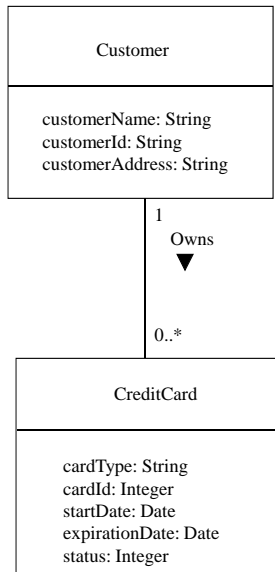 Customer
customerName: String
customerId: String
customerAddress: String
1
Owns
0..*
CreditCard
cardType: String
cardId: Integer
startDate: Date
expirationDate: Date
status: Integer